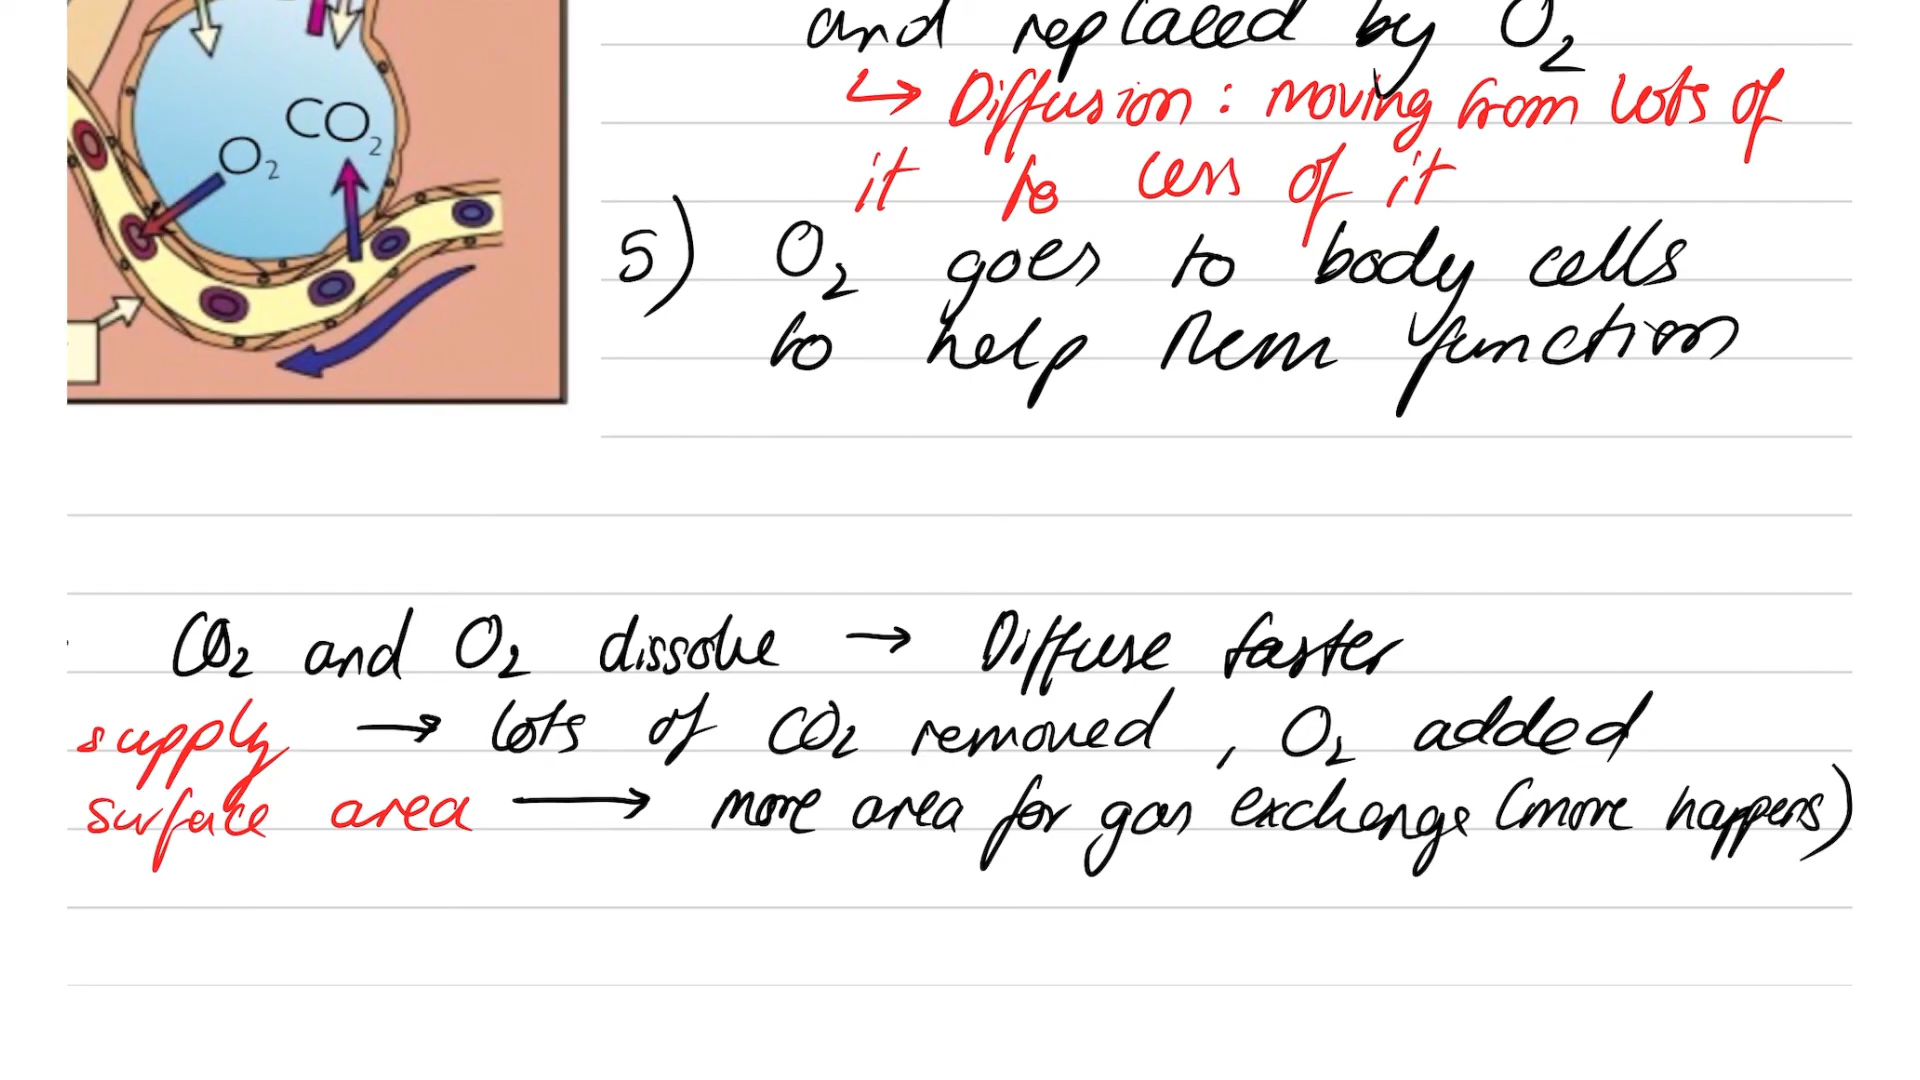 and replaced by O₂
↳ Diffusion : moving from lots of
it to less of it
CO₂
O₂
5) O₂ goes to body cells
to help them function
CO₂ and O₂ dissolve → Diffuse faster
supply → lots of CO₂ removed, O₂ added
surface area → more area for gas exchange (more happens)